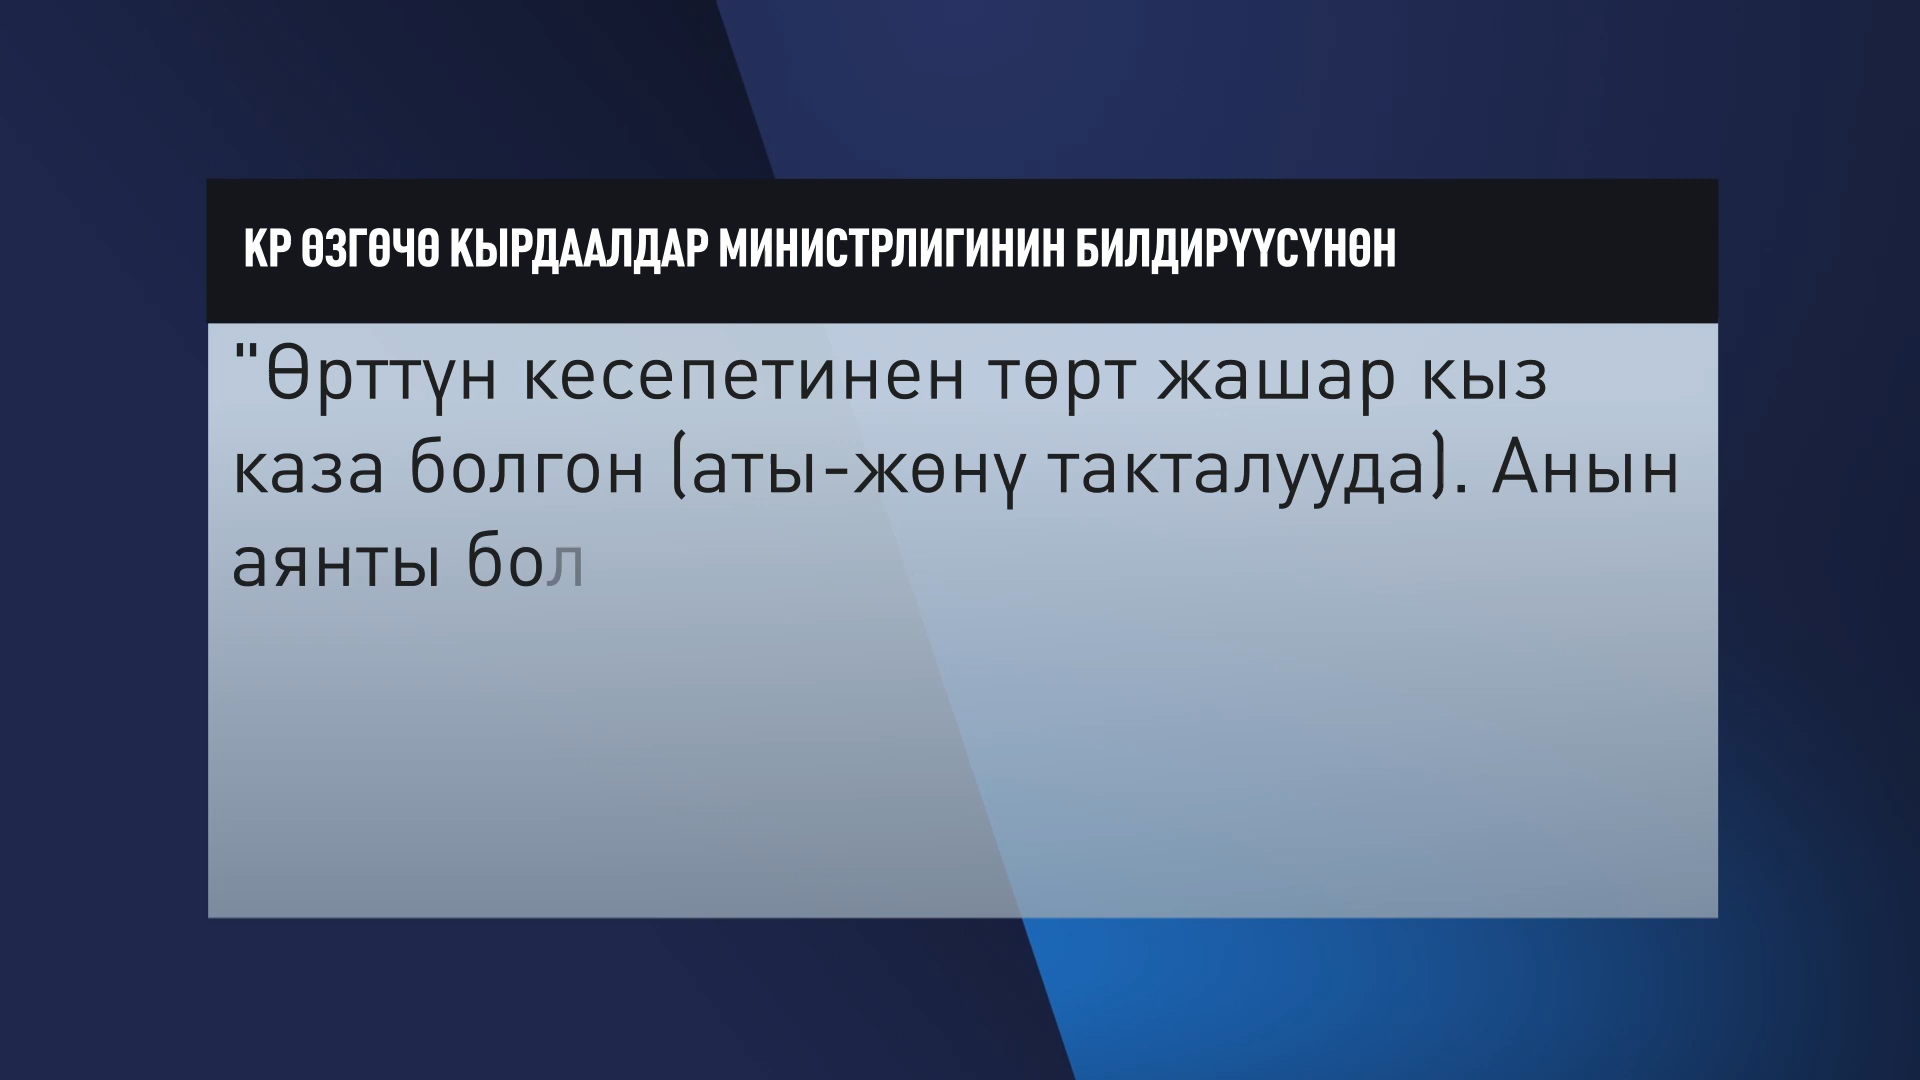 КР ӨЗГӨЧӨ КЫРДААЛДАР МИНИСТРЛИГИНИН БИЛДИРҮҮСҮНӨН
"Өрттүн кесепетинен төрт жашар кыз
каза болгон (аты-жөнү такталууда). Анын
аянты бол